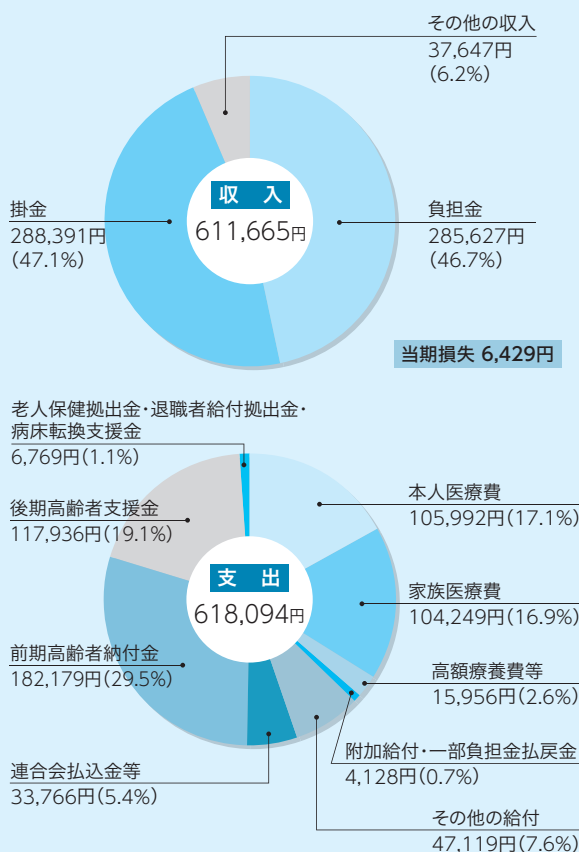 その他の収入
37,647円
(6.2%)
掛金
288,391円
(47.1%)
収 入
611,665円
負担金
285,627円
(46.7%)
当期損失 6,429円
老人保健拠出金・退職者給付拠出金・
病床転換支援金
6,769円(1.1%)
後期高齢者支援金
117,936円(19.1%)
前期高齢者納付金
182,179円(29.5%)
連合会払込金等
33,766円(5.4%)
支 出
618,094円
本人医療費
105,992円(17.1%)
家族医療費
104,249円(16.9%)
高額療養費等
15,956円(2.6%)
附加給付・一部負担金払戻金
4,128円(0.7%)
その他の給付
47,119円(7.6%)